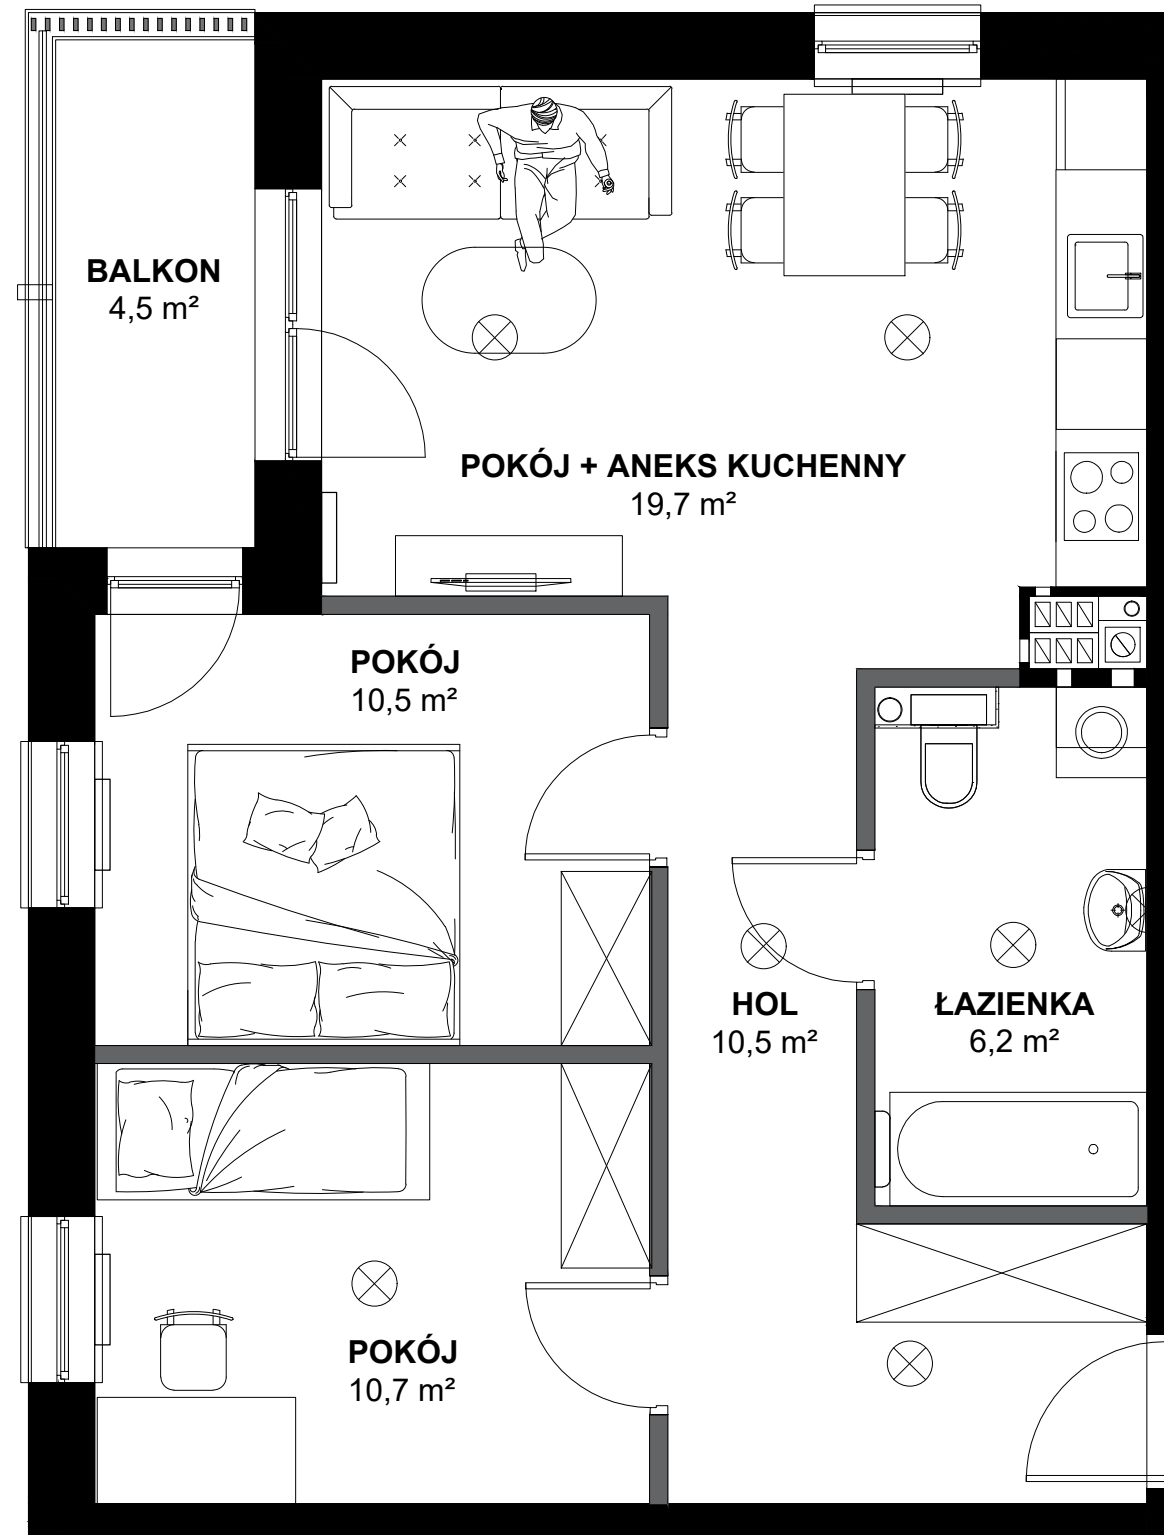 BALKON
4,5 m²
POKÓJ + ANEKS KUCHENNY
19,7 m²
POKÓJ
10,5 m²
HOL
10,5 m²
ŁAZIENKA
6,2 m²
POKÓJ
10,7 m²